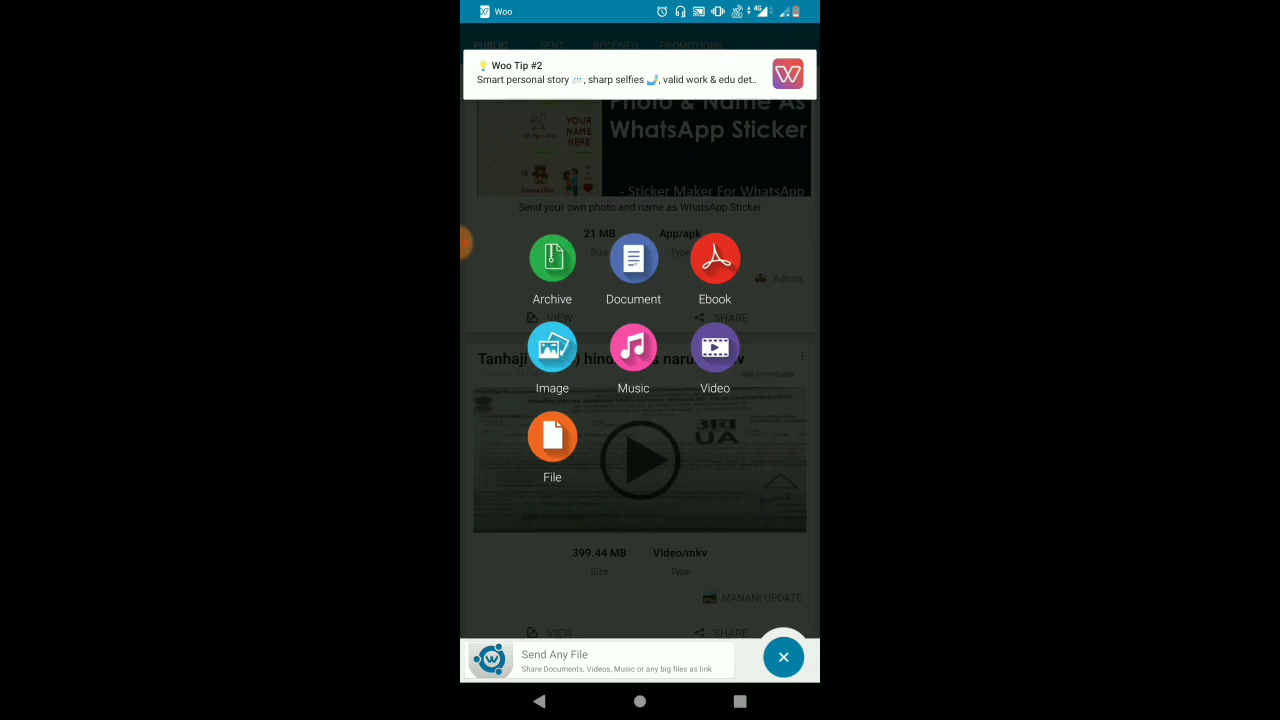 Woo
4G
PUBLIC SENT RECEIVED PROMOTIONS
💡 Woo Tip #2
Smart personal story 💬, sharp selfies 🤳, valid work & edu det..
Photo & Name As
WhatsApp Sticker
YOUR
NAME
HERE
- Sticker Maker For WhatsApp
Send your own photo and name as WhatsApp Sticker
21 MB App/apk
Size Type
Admin
Archive Document Ebook
VIEW SHARE
Tanhaji
Image Music Video
अख
UA
File
399.44 MB Video/mkv
Size Type
MANANI UPDATE
VIEW SHARE
Send Any File
Share Documents, Videos, Music or any big files as link